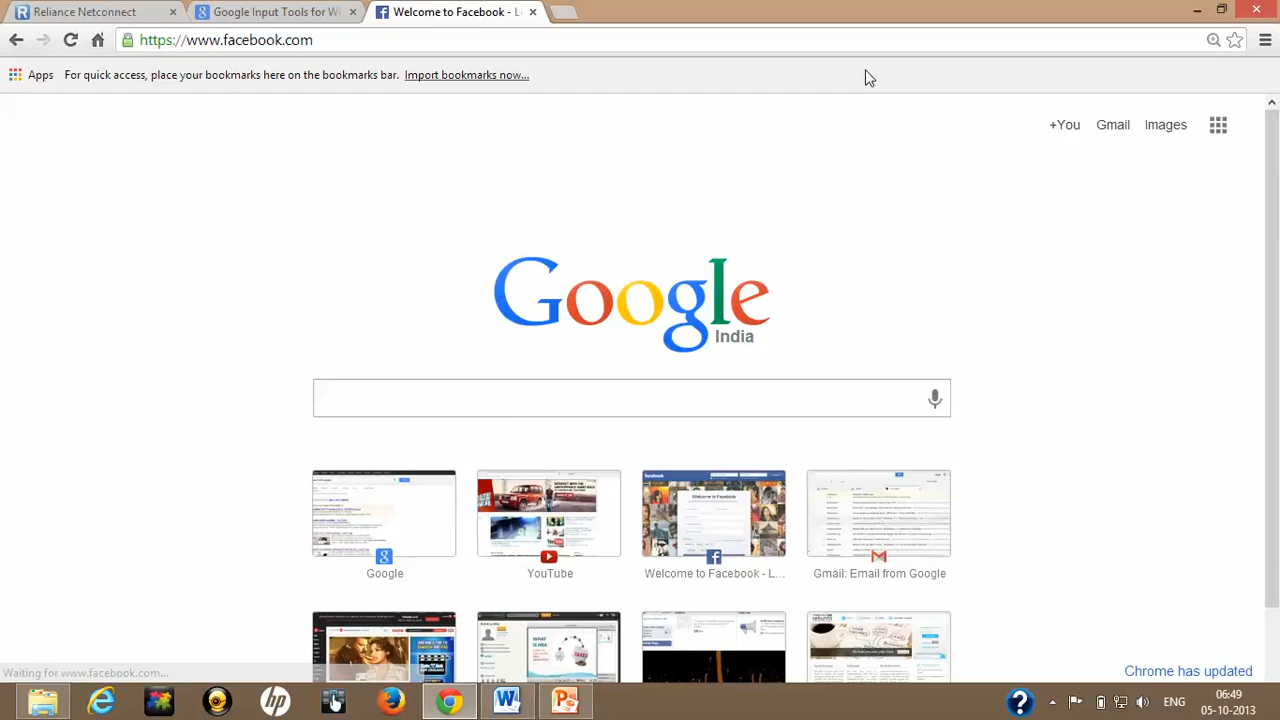 Reliance Netconnect
Google Input Tools for Wi
Welcome to Facebook - L
https://www.facebook.com
Apps
For quick access, place your bookmarks here on the bookmarks bar. Import bookmarks now...
+You
Gmail
Images
Google
India
Google
YouTube
Welcome to Facebook - L...
Gmail: Email from Google
Waiting for www.faceb
Chrome has updated
ENG
06:49
05-10-2013